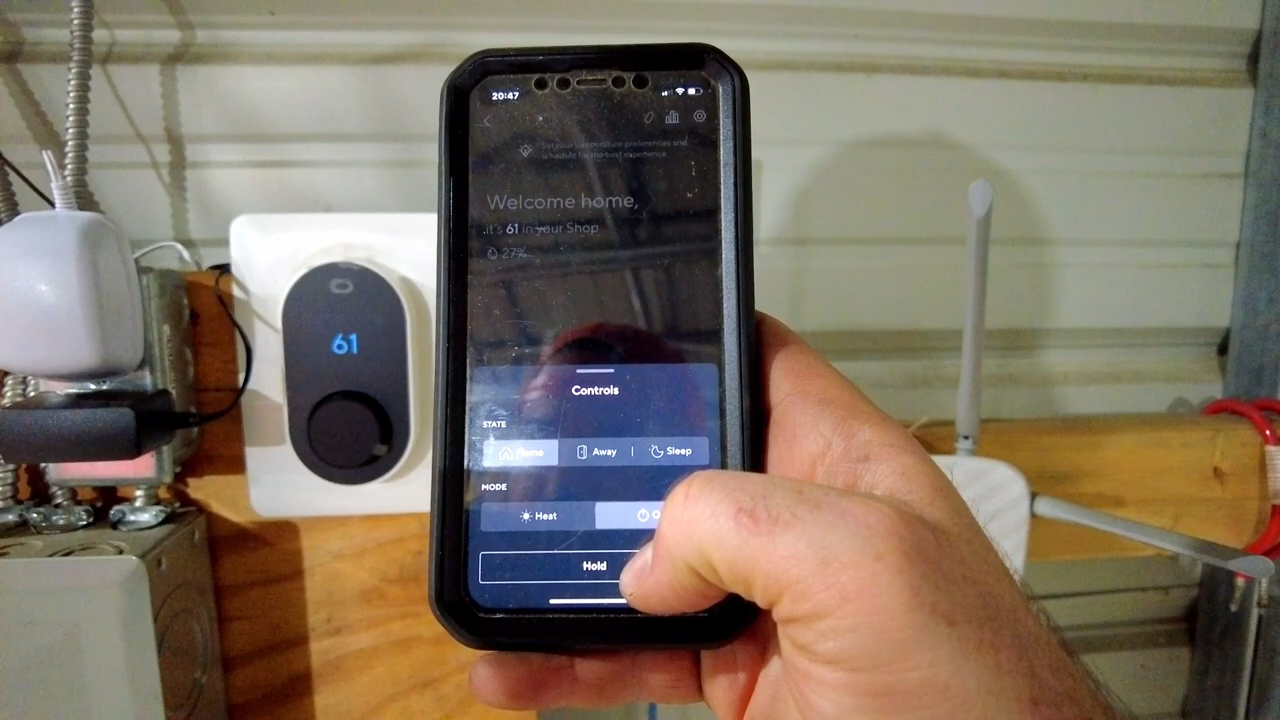 61
20:47
Set your temperature preferences and
schedule for the best experience.
Welcome home,
it's 61 in your Shop
27%
Controls
STATE
Home
Away
Sleep
MODE
Heat
Hold